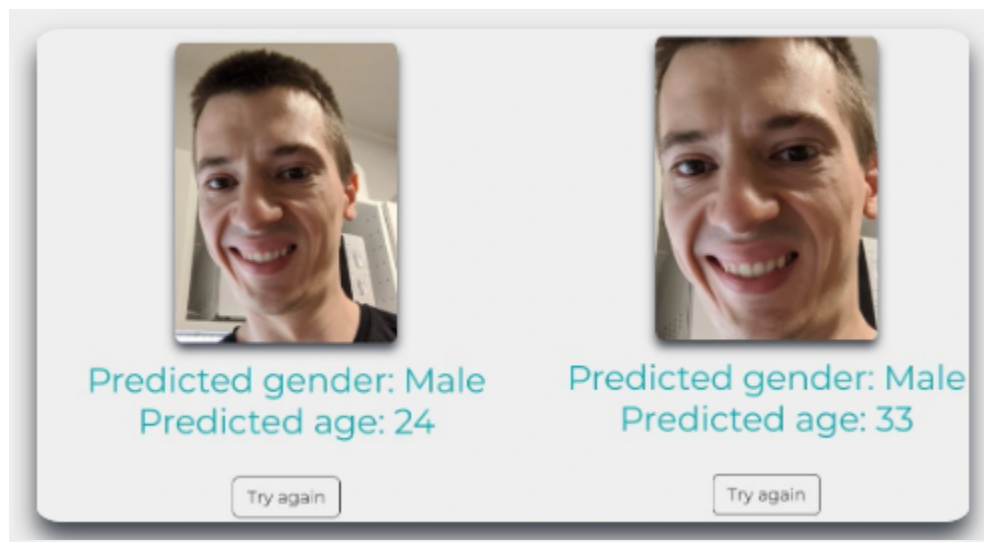 Predicted gender: Male
Predicted age: 24
Try again
Predicted gender: Male
Predicted age: 33
Try again